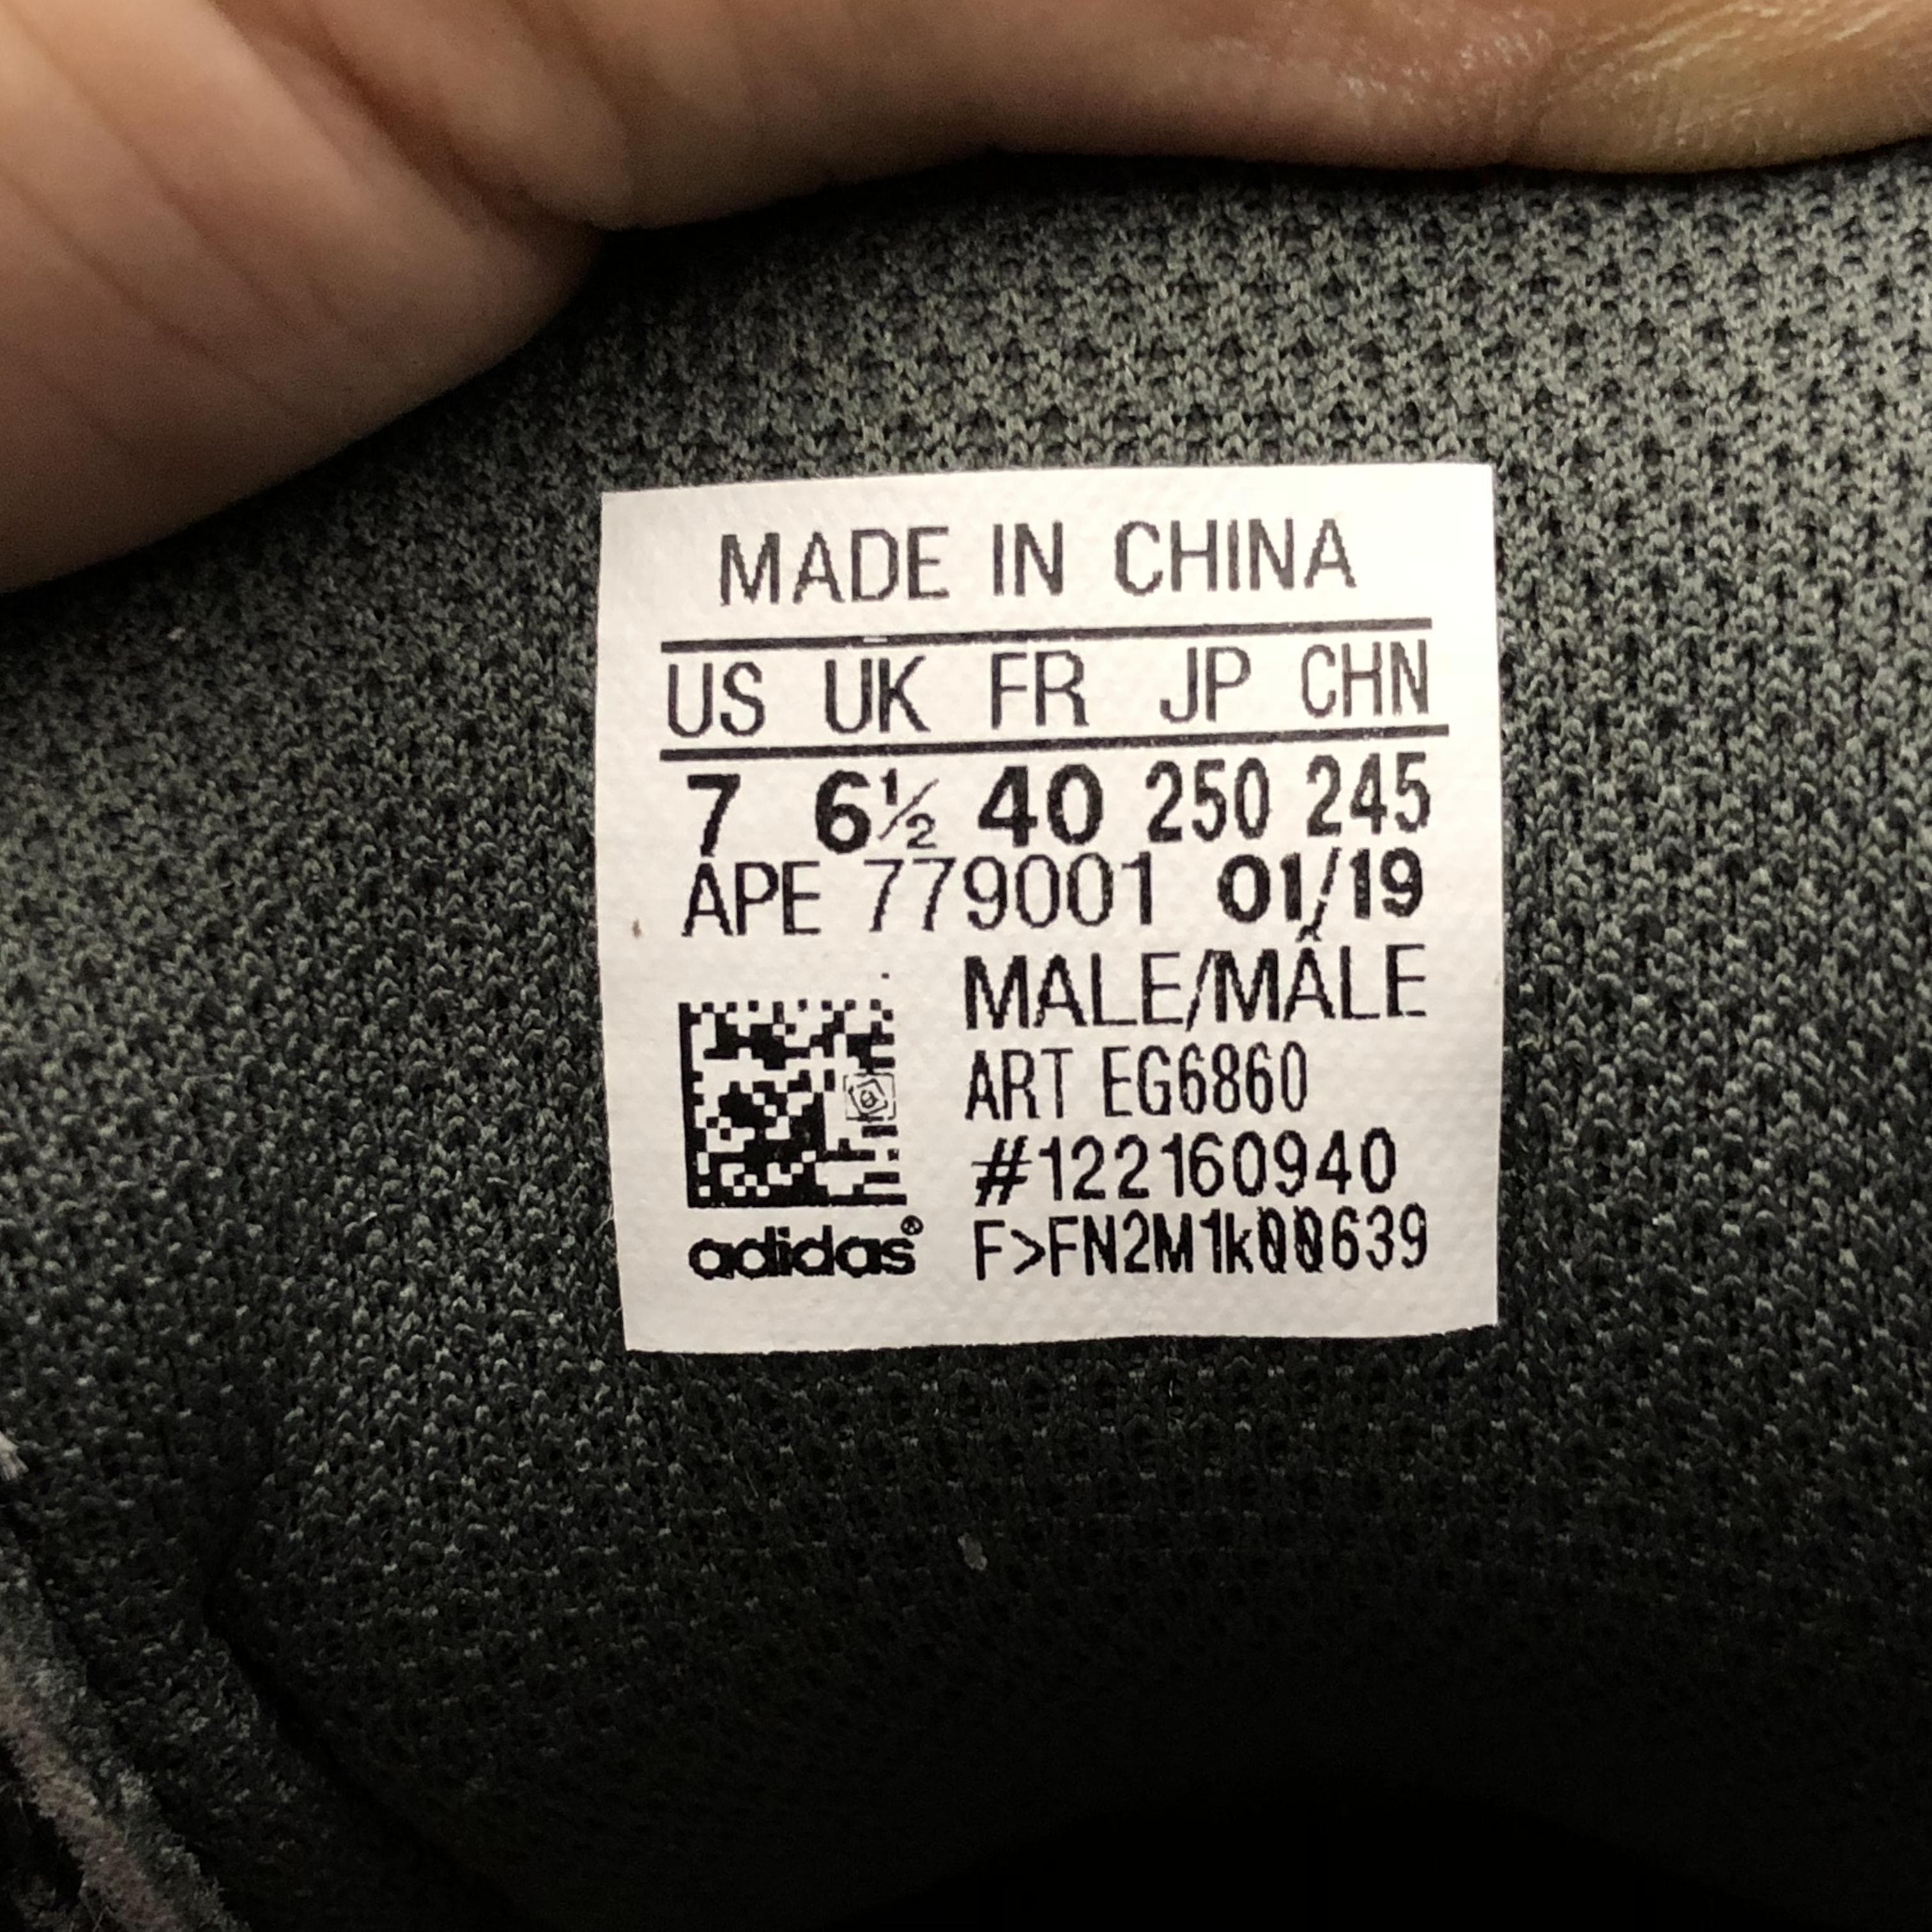 MADE IN CHINA
US UK FR JP CHN
7 6½ 40 250 245
APE 779001 01/19
MALE/MÂLE
ART EG6860
#122160940
adidas® F>FN2M1k00639